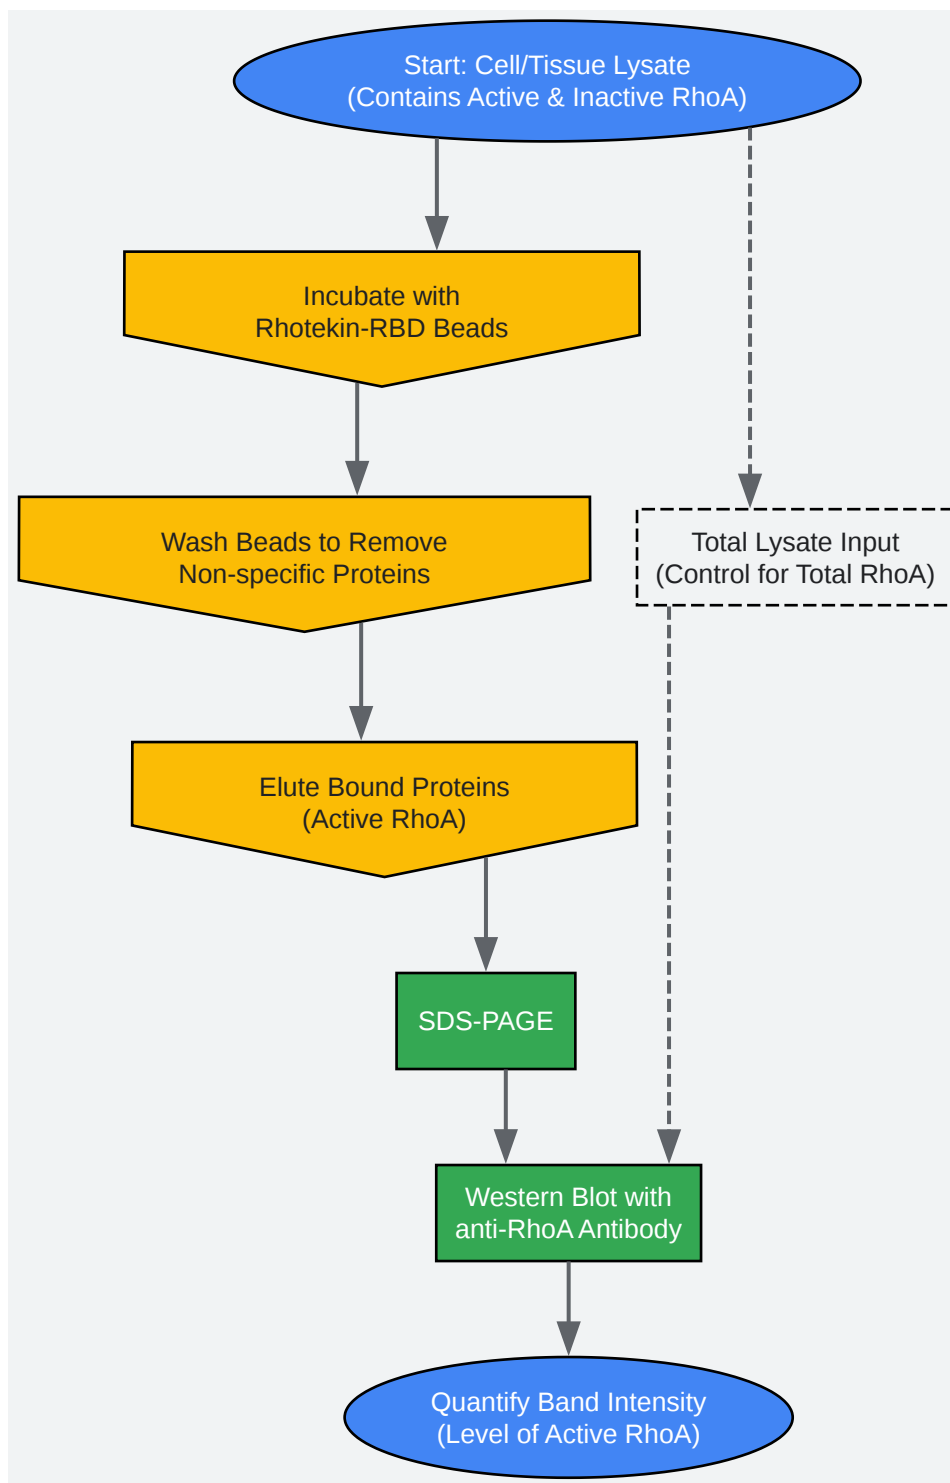 Start: Cell/Tissue Lysate
(Contains Active & Inactive RhoA)
Incubate with
Rhotekin-RBD Beads
Wash Beads to Remove
Non-specific Proteins
Total Lysate Input
(Control for Total RhoA)
Elute Bound Proteins
(Active RhoA)
SDS-PAGE
Western Blot with
anti-RhoA Antibody
Quantify Band Intensity
(Level of Active RhoA)